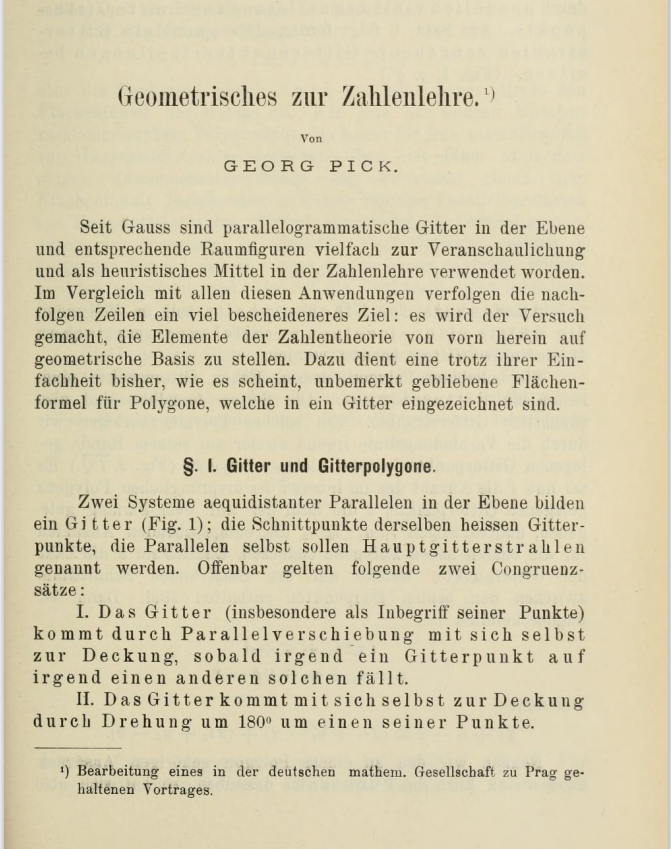 Geometrisches zur Zahlenlehre.¹)
Von
GEORG PICK.
Seit Gauss sind parallelogrammatische Gitter in der Ebene
und entsprechende Raumfiguren vielfach zur Veranschaulichung
und als heuristisches Mittel in der Zahlenlehre verwendet worden.
Im Vergleich mit allen diesen Anwendungen verfolgen die nach-
folgen Zeilen ein viel bescheideneres Ziel: es wird der Versuch
gemacht, die Elemente der Zahlentheorie von vorn herein auf
geometrische Basis zu stellen. Dazu dient eine trotz ihrer Ein-
fachheit bisher, wie es scheint, unbemerkt gebliebene Flächen-
formel für Polygone, welche in ein Gitter eingezeichnet sind.
§. I. Gitter und Gitterpolygone.
Zwei Systeme aequidistanter Parallelen in der Ebene bilden
ein Gitter (Fig. 1); die Schnittpunkte derselben heissen Gitter-
punkte, die Parallelen selbst sollen Hauptgitterstrahlen
genannt werden. Offenbar gelten folgende zwei Congruenz-
sätze:
I. Das Gitter (insbesondere als Inbegriff seiner Punkte)
kommt durch Parallelverschiebung mit sich selbst
zur Deckung, sobald irgend ein Gitterpunkt auf
irgend einen anderen solchen fällt.
II. Das Gitter kommt mit sich selbst zur Deckung
durch Drehung um 180⁰ um einen seiner Punkte.
¹) Bearbeitung eines in der deutschen mathem. Gesellschaft zu Prag ge-
haltenen Vortrages.